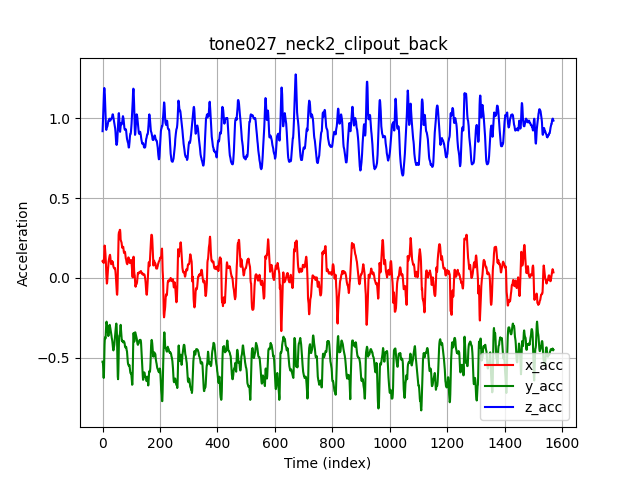 tone027_neck2_clipout_back
Acceleration
1.0
0.5
0.0
−0.5
x_acc
y_acc
z_acc
0 200 400 600 800 1000 1200 1400 1600
Time (index)